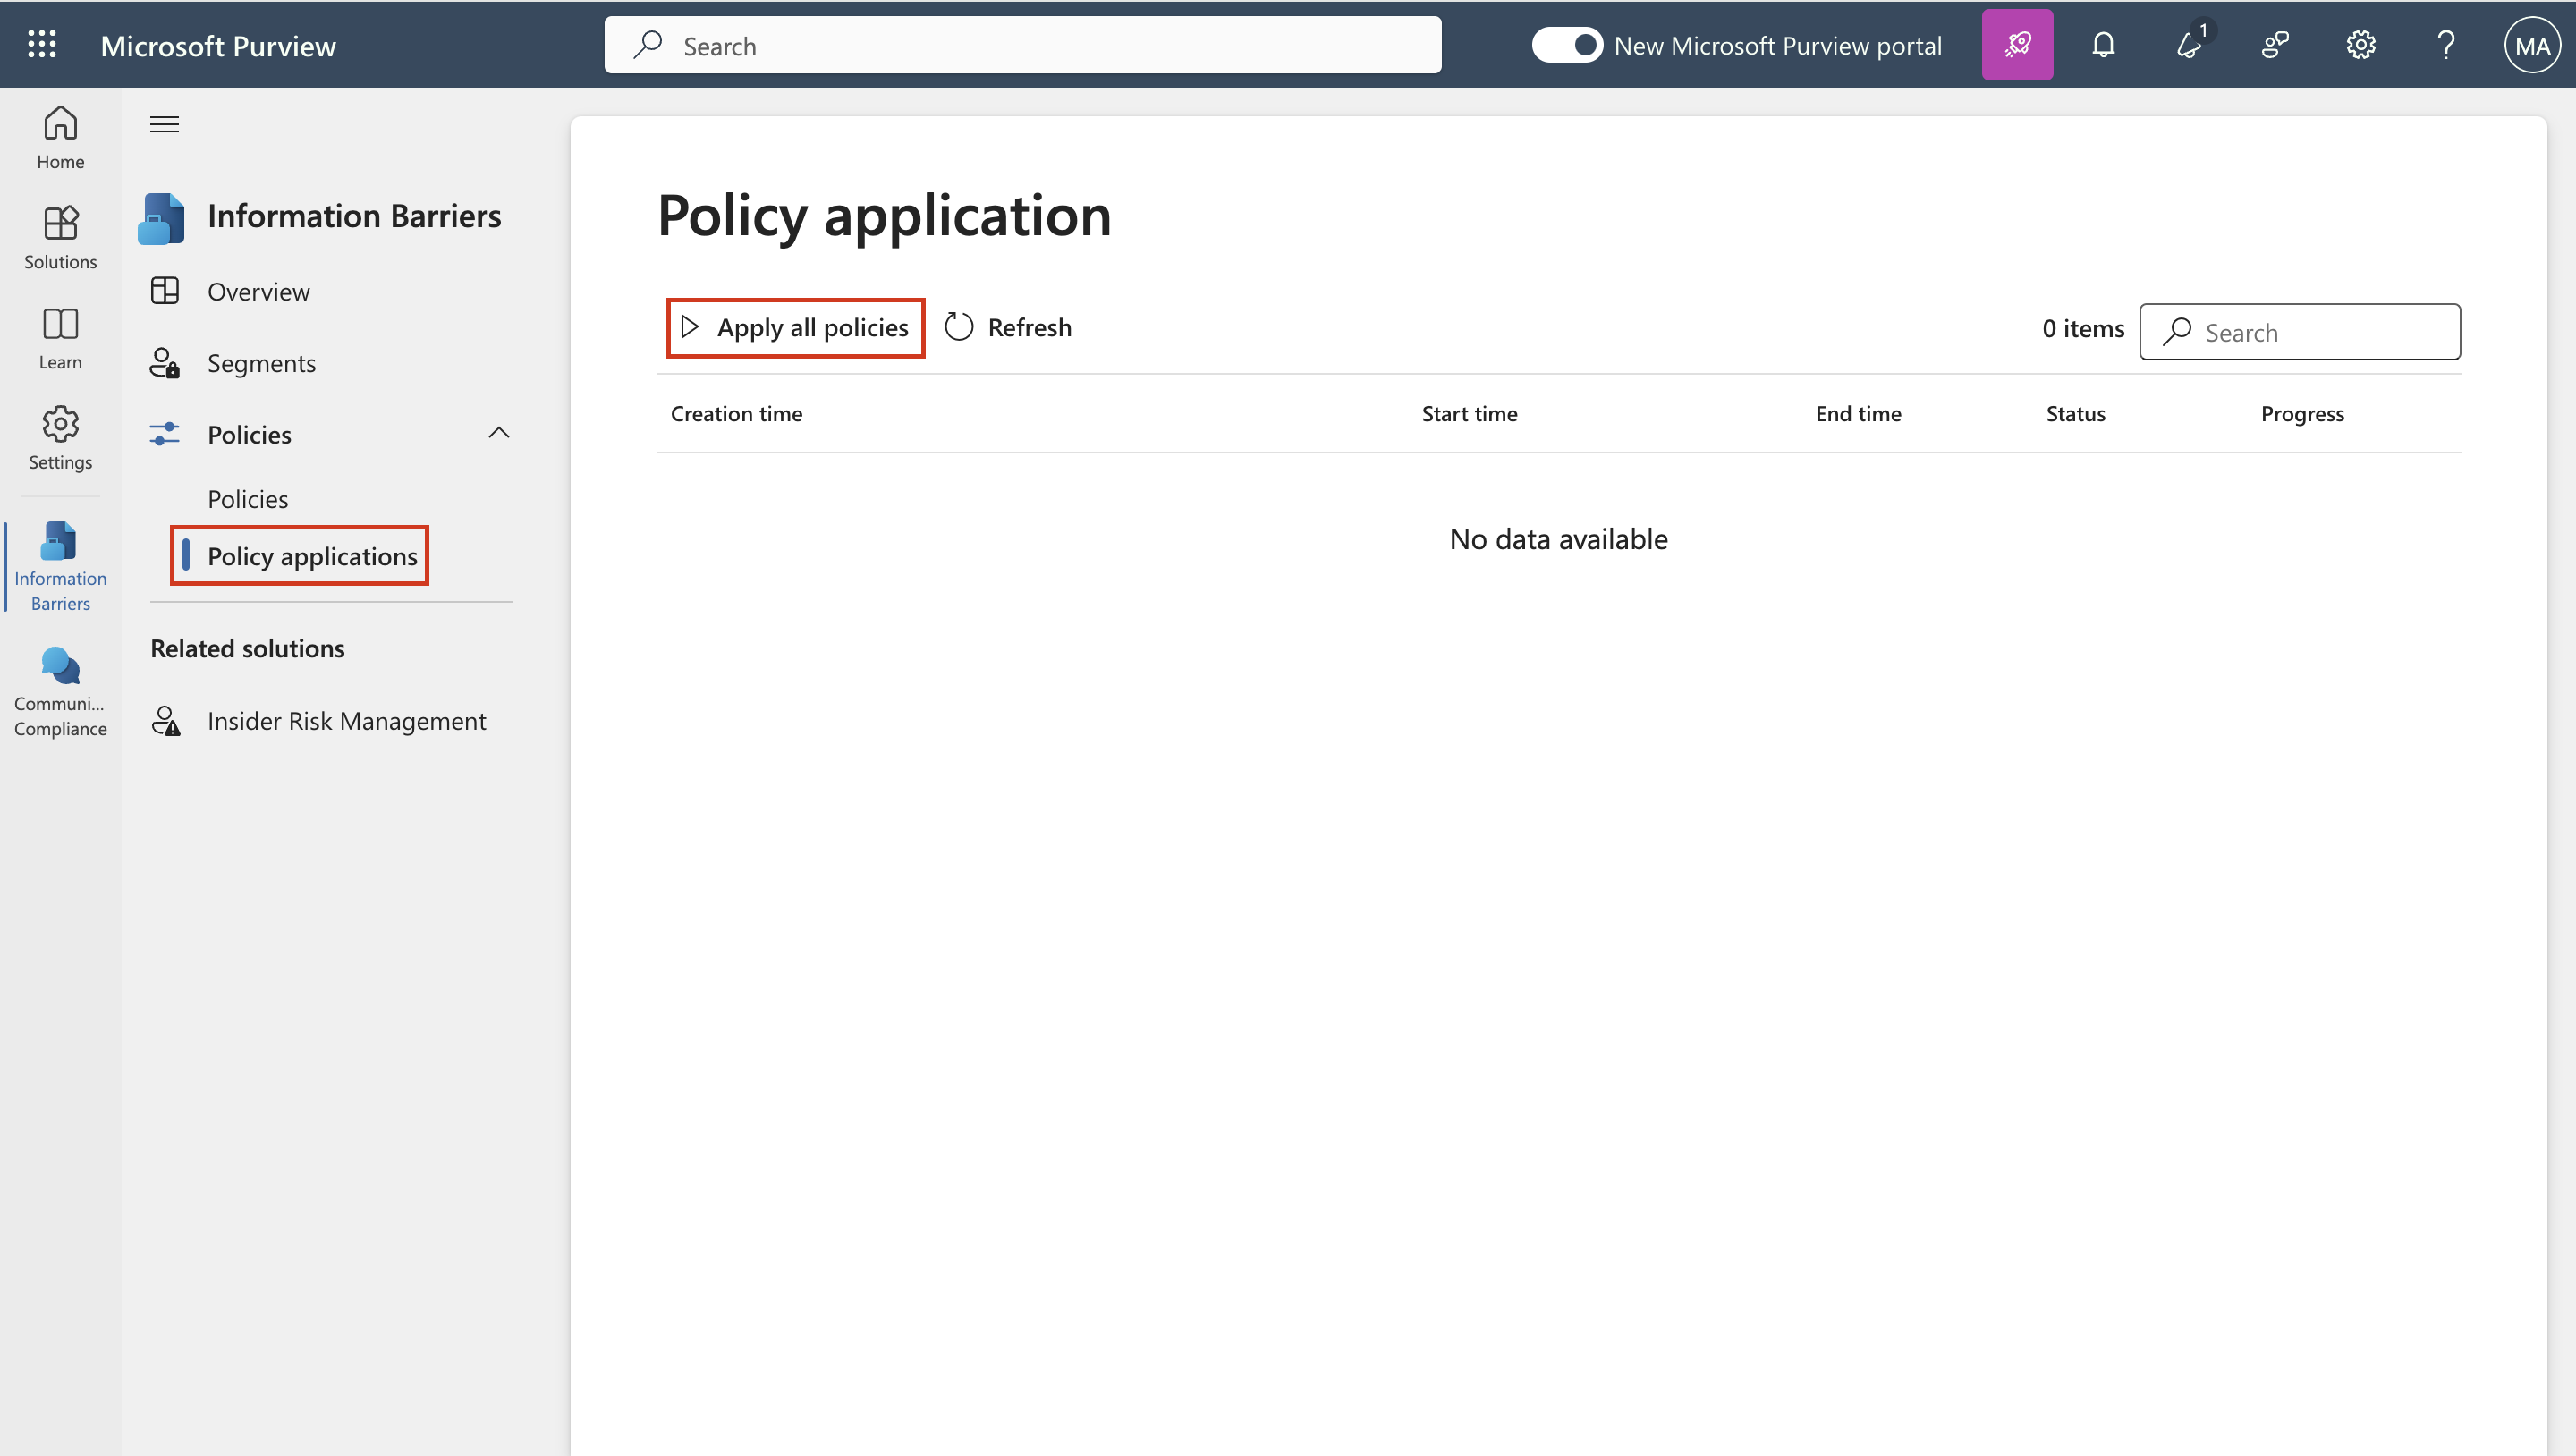 Microsoft Purview
Search
New Microsoft Purview portal
1
MA
Home
Solutions
Learn
Settings
Information
Barriers
Communi...
Compliance
Information Barriers
Overview
Segments
Policies
Policies
Policy applications
Related solutions
Insider Risk Management
Policy application
Apply all policies
Refresh
0 items
Search
Creation time
Start time
End time
Status
Progress
No data available